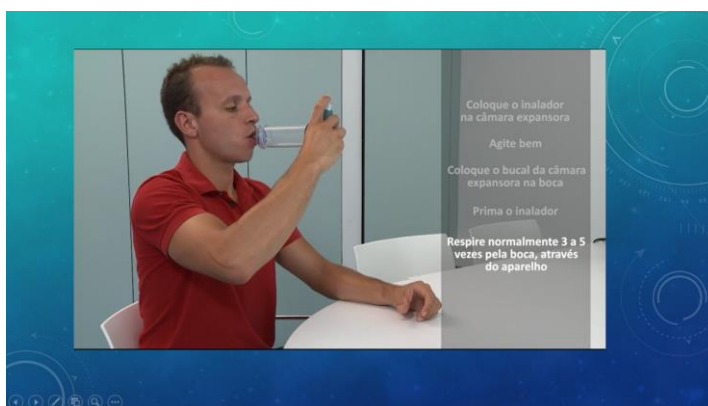 Coloque o inalador
na câmara expansora
Agite bem
Coloque o bucal da câmara
expansora na boca
Prima o inalador
Respire normalmente 3 a 5
vezes pela boca, através
do aparelho